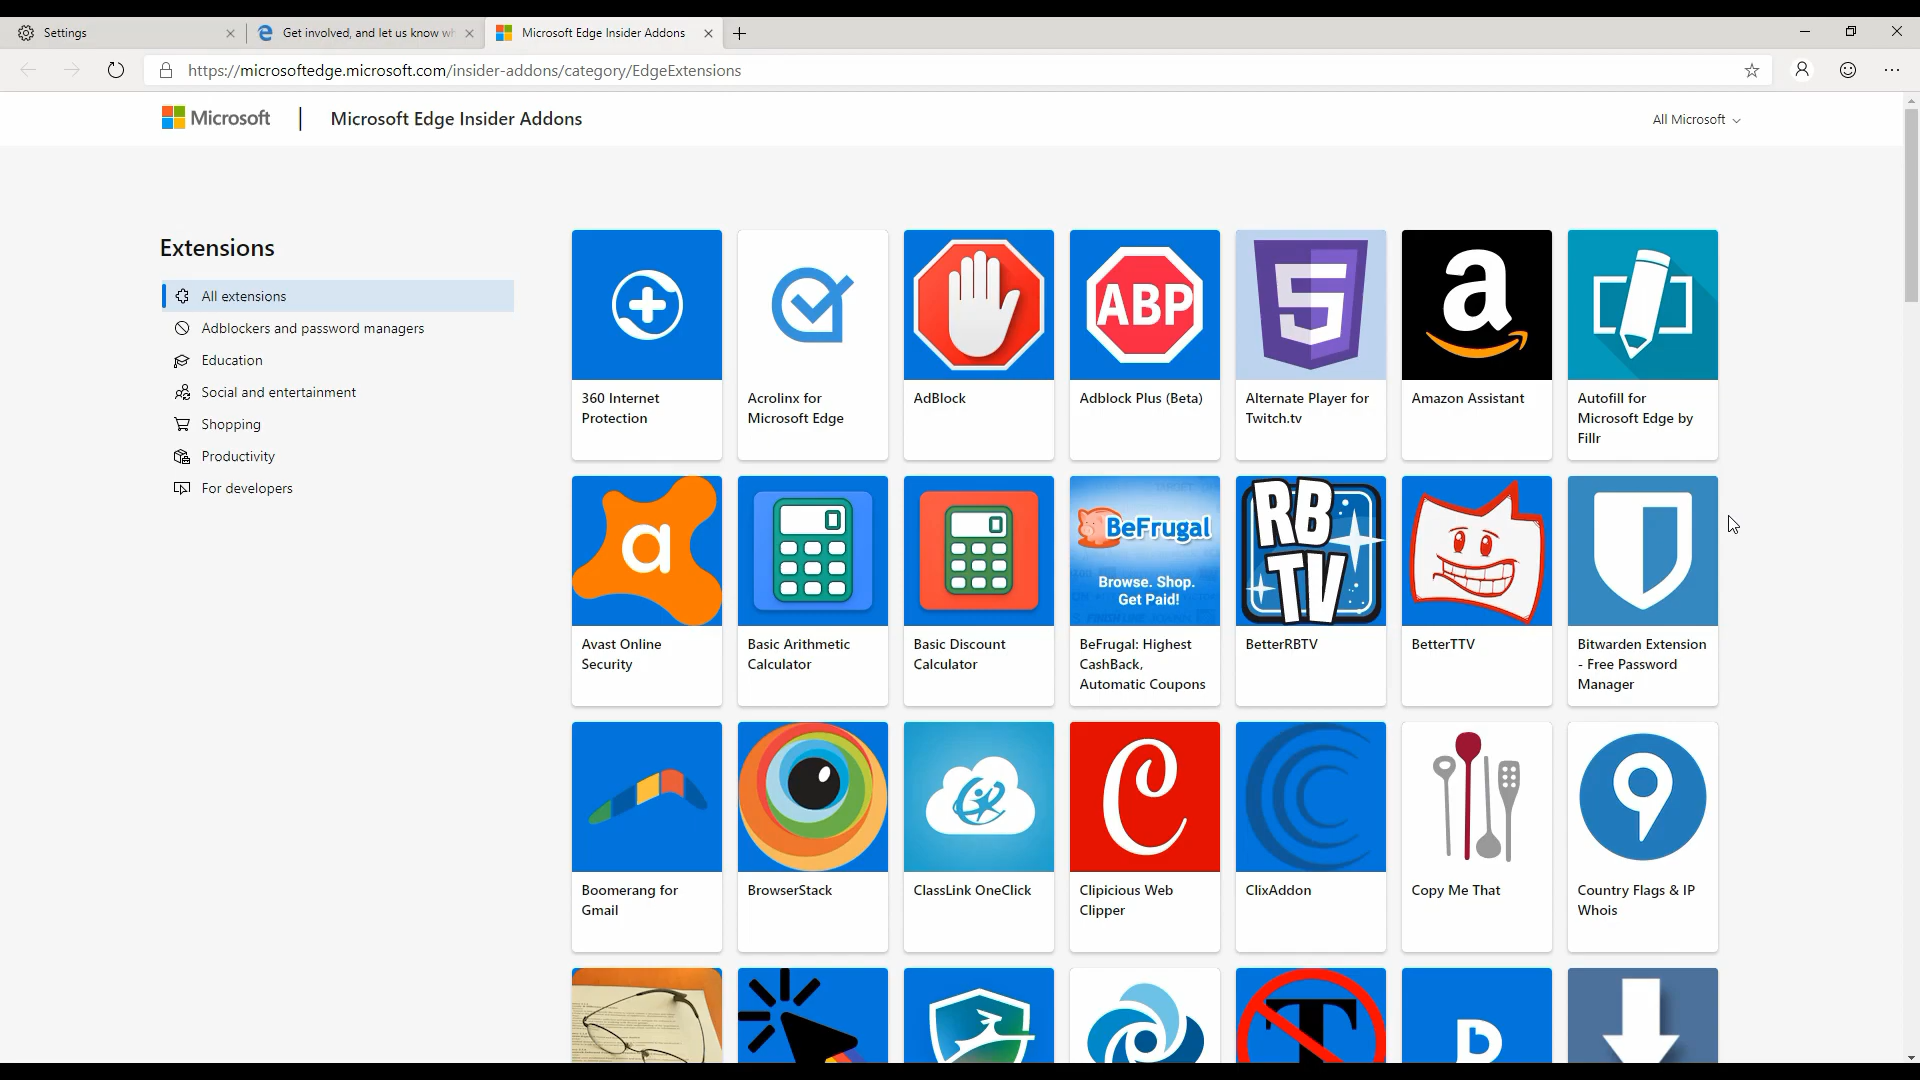 Settings
Get involved, and let us know wh
Microsoft Edge Insider Addons
https://microsoftedge.microsoft.com/insider-addons/category/EdgeExtensions
Microsoft
Microsoft Edge Insider Addons
All Microsoft
Extensions
All extensions
Adblockers and password managers
Education
Social and entertainment
Shopping
Productivity
For developers
ABP
5
a
360 Internet
Protection
Acrolinx for
Microsoft Edge
AdBlock
Adblock Plus (Beta)
Alternate Player for
Twitch.tv
Amazon Assistant
Autofill for
Microsoft Edge by
Fillr
a
0
0
BeFrugal
Browse. Shop.
Get Paid!
RB
TV
Avast Online
Security
Basic Arithmetic
Calculator
Basic Discount
Calculator
BeFrugal: Highest
CashBack,
Automatic Coupons
BetterRBTV
BetterTTV
Bitwarden Extension
- Free Password
Manager
C
Boomerang for
Gmail
BrowserStack
ClassLink OneClick
Clipicious Web
Clipper
ClixAddon
Copy Me That
Country Flags & IP
Whois
T